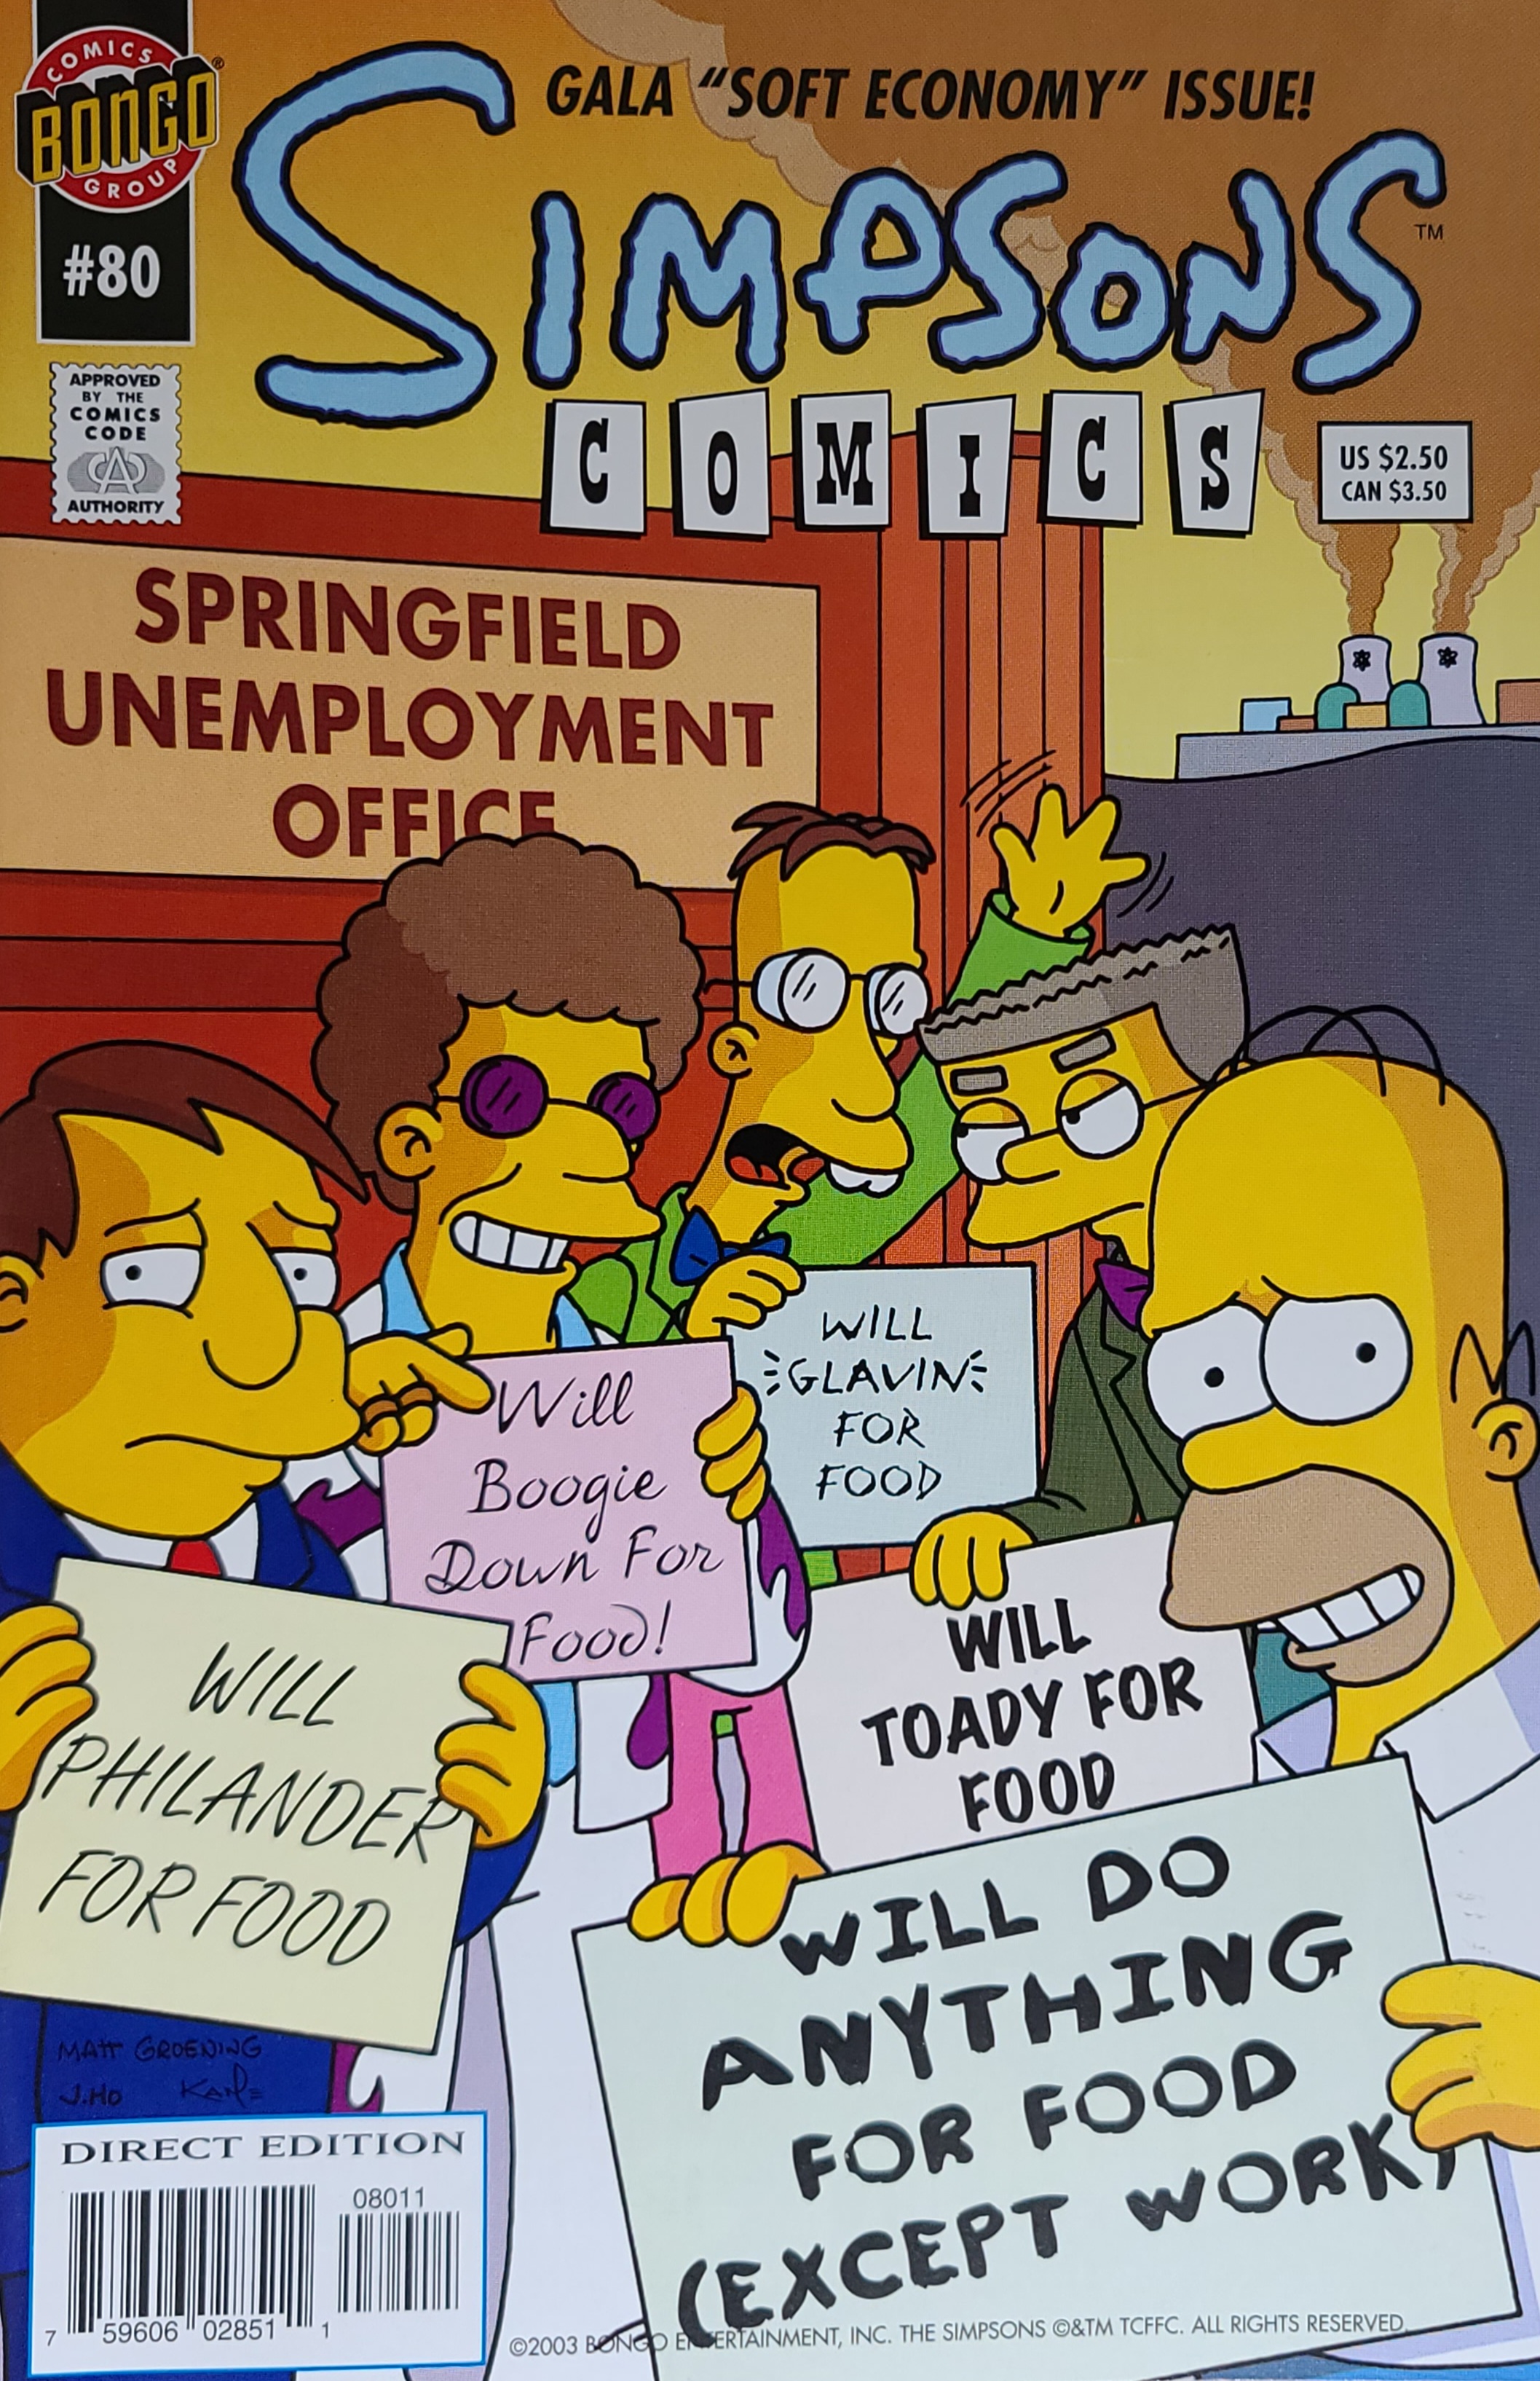 COMICS
BONGO®
GROUP
#80
GALA “SOFT ECONOMY” ISSUE!
SIMPSONS™
COMICS
APPROVED
BY THE
COMICS
CODE
CA
AUTHORITY
US $2.50
CAN $3.50
SPRINGFIELD
UNEMPLOYMENT
OFFICE
WILL
GLAVIN
FOR
FOOD
Will
Boogie
Down For
Food!
WILL
TOADY FOR
FOOD
WILL
PHILANDER
FOR FOOD
WILL DO
ANYTHING
FOR FOOD
(EXCEPT WORK)
MATT GROENING
J.HO KANE
DIRECT EDITION
08011
7 59606 02851 1
©2003 BONGO ENTERTAINMENT, INC. THE SIMPSONS ©&TM TCFFC. ALL RIGHTS RESERVED.